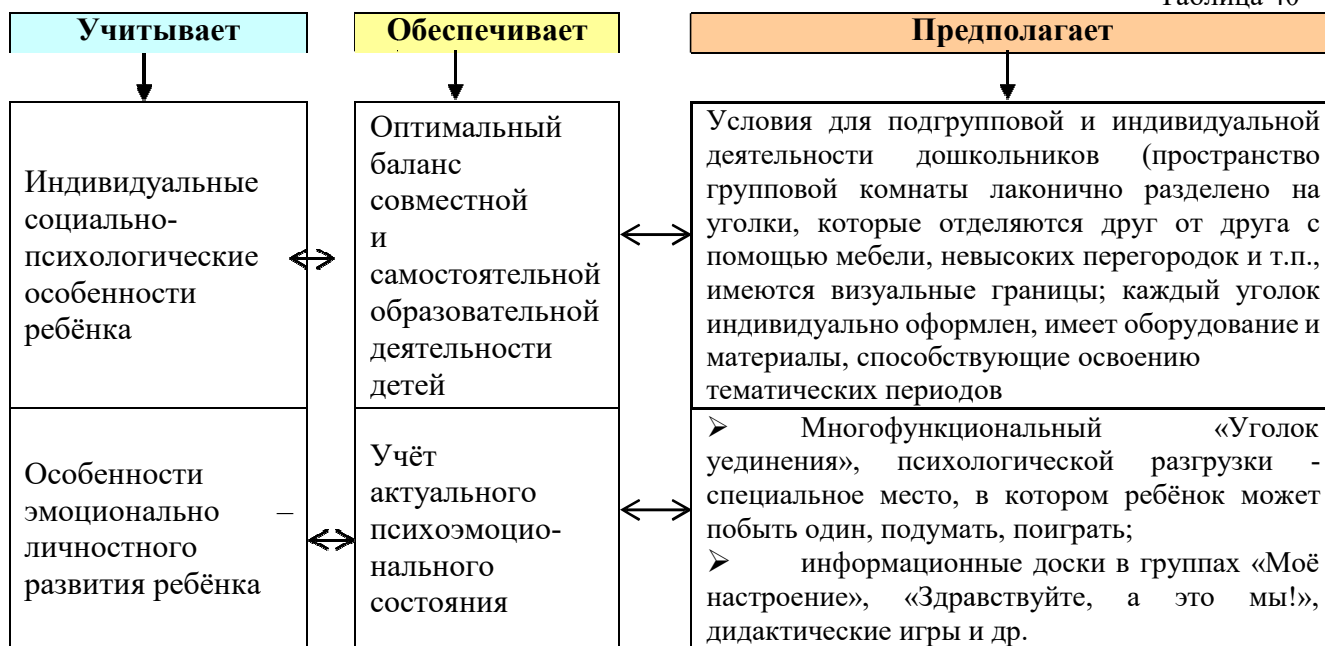 Таблица 40
Учитывает
Обеспечивает
Предполагает
Индивидуальные
социально-
психологические
особенности
ребёнка
Оптимальный
баланс
совместной
и
самостоятельной
образовательной
деятельности
детей
Условия для подгрупповой и индивидуальной
деятельности дошкольников (пространство
групповой комнаты лаконично разделено на
уголки, которые отделяются друг от друга с
помощью мебели, невысоких перегородок и т.п.,
имеются визуальные границы; каждый уголок
индивидуально оформлен, имеет оборудование и
материалы, способствующие освоению
тематических периодов
Особенности
эмоционально –
личностного
развития ребёнка
Учёт
актуального
психоэмоцио-
нального
состояния
➢ Многофункциональный «Уголок
уединения», психологической разгрузки -
специальное место, в котором ребёнок может
побыть один, подумать, поиграть;
➢ информационные доски в группах «Моё
настроение», «Здравствуйте, а это мы!»,
дидактические игры и др.